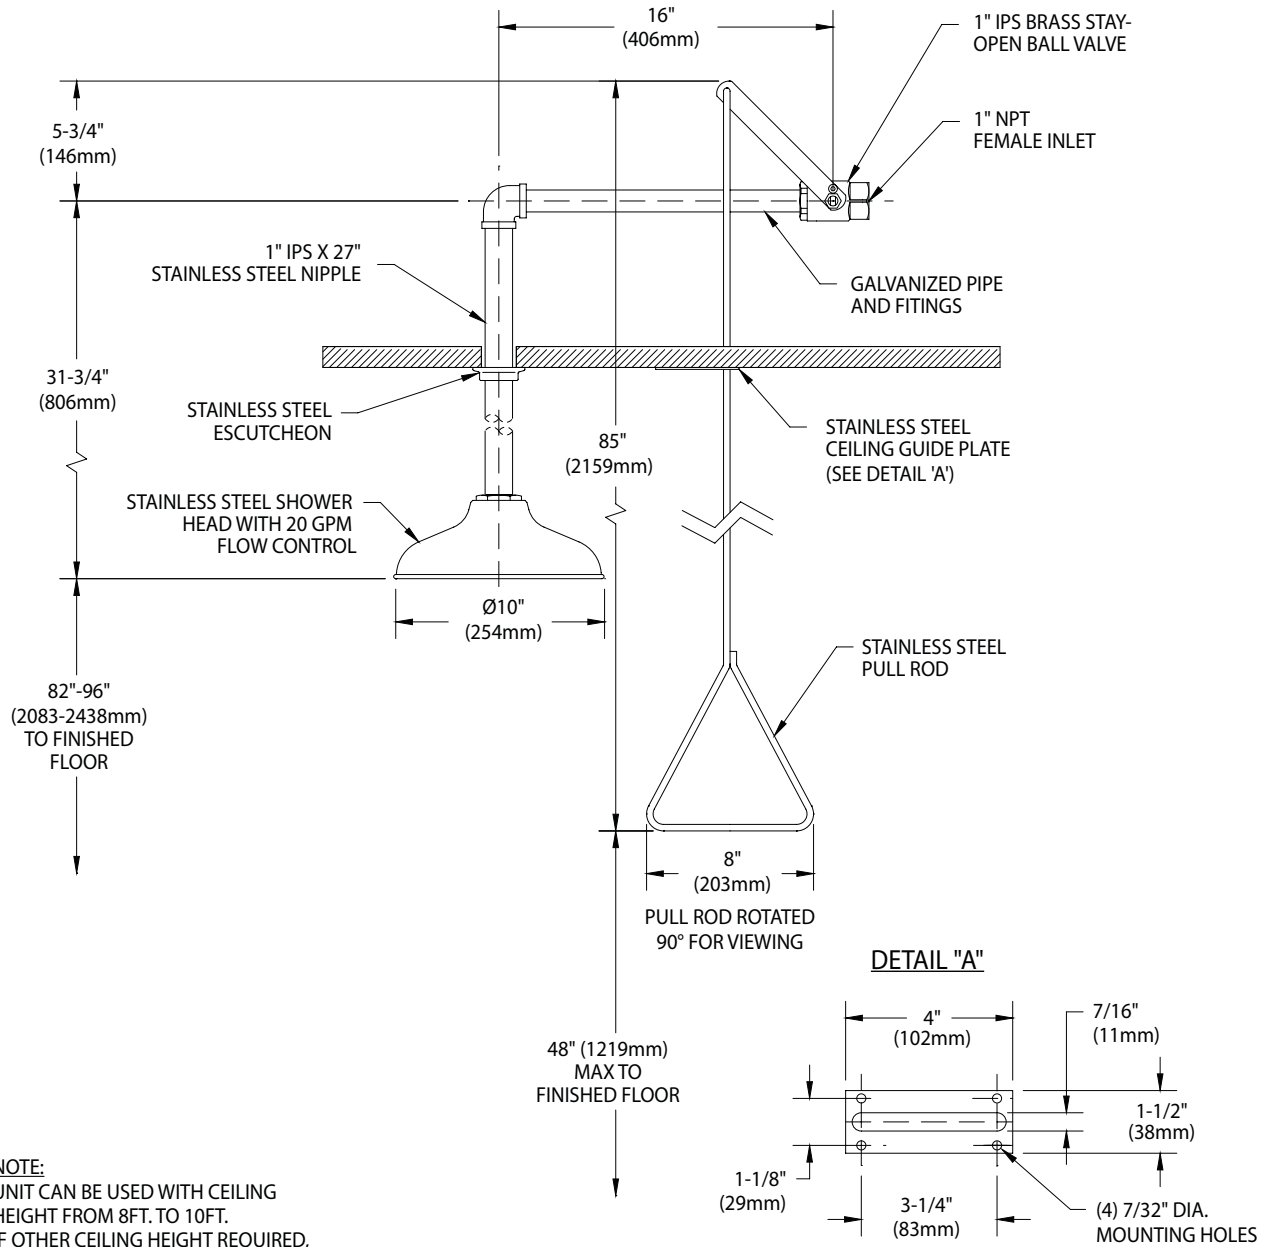 16"
(406mm)
1" IPS BRASS STAY-
OPEN BALL VALVE
5-3/4"
(146mm)
1" NPT
FEMALE INLET
1" IPS X 27"
STAINLESS STEEL NIPPLE
GALVANIZED PIPE
AND FITTINGS
31-3/4"
(806mm)
STAINLESS STEEL
ESCUTCHEON
85"
(2159mm)
STAINLESS STEEL
CEILING GUIDE PLATE
(SEE DETAIL 'A')
STAINLESS STEEL SHOWER
HEAD WITH 20 GPM
FLOW CONTROL
Ø10"
(254mm)
STAINLESS STEEL
PULL ROD
82"-96"
(2083-2438mm)
TO FINISHED
FLOOR
8"
(203mm)
PULL ROD ROTATED
90° FOR VIEWING
DETAIL "A"
4"
(102mm)
7/16"
(11mm)
48" (1219mm)
MAX TO
FINISHED FLOOR
1-1/2"
(38mm)
1-1/8"
(29mm)
3-1/4"
(83mm)
(4) 7/32" DIA.
MOUNTING HOLES
NOTE:
UNIT CAN BE USED WITH CEILING
HEIGHT FROM 8FT. TO 10FT.
IF OTHER CEILING HEIGHT REQUIRED,